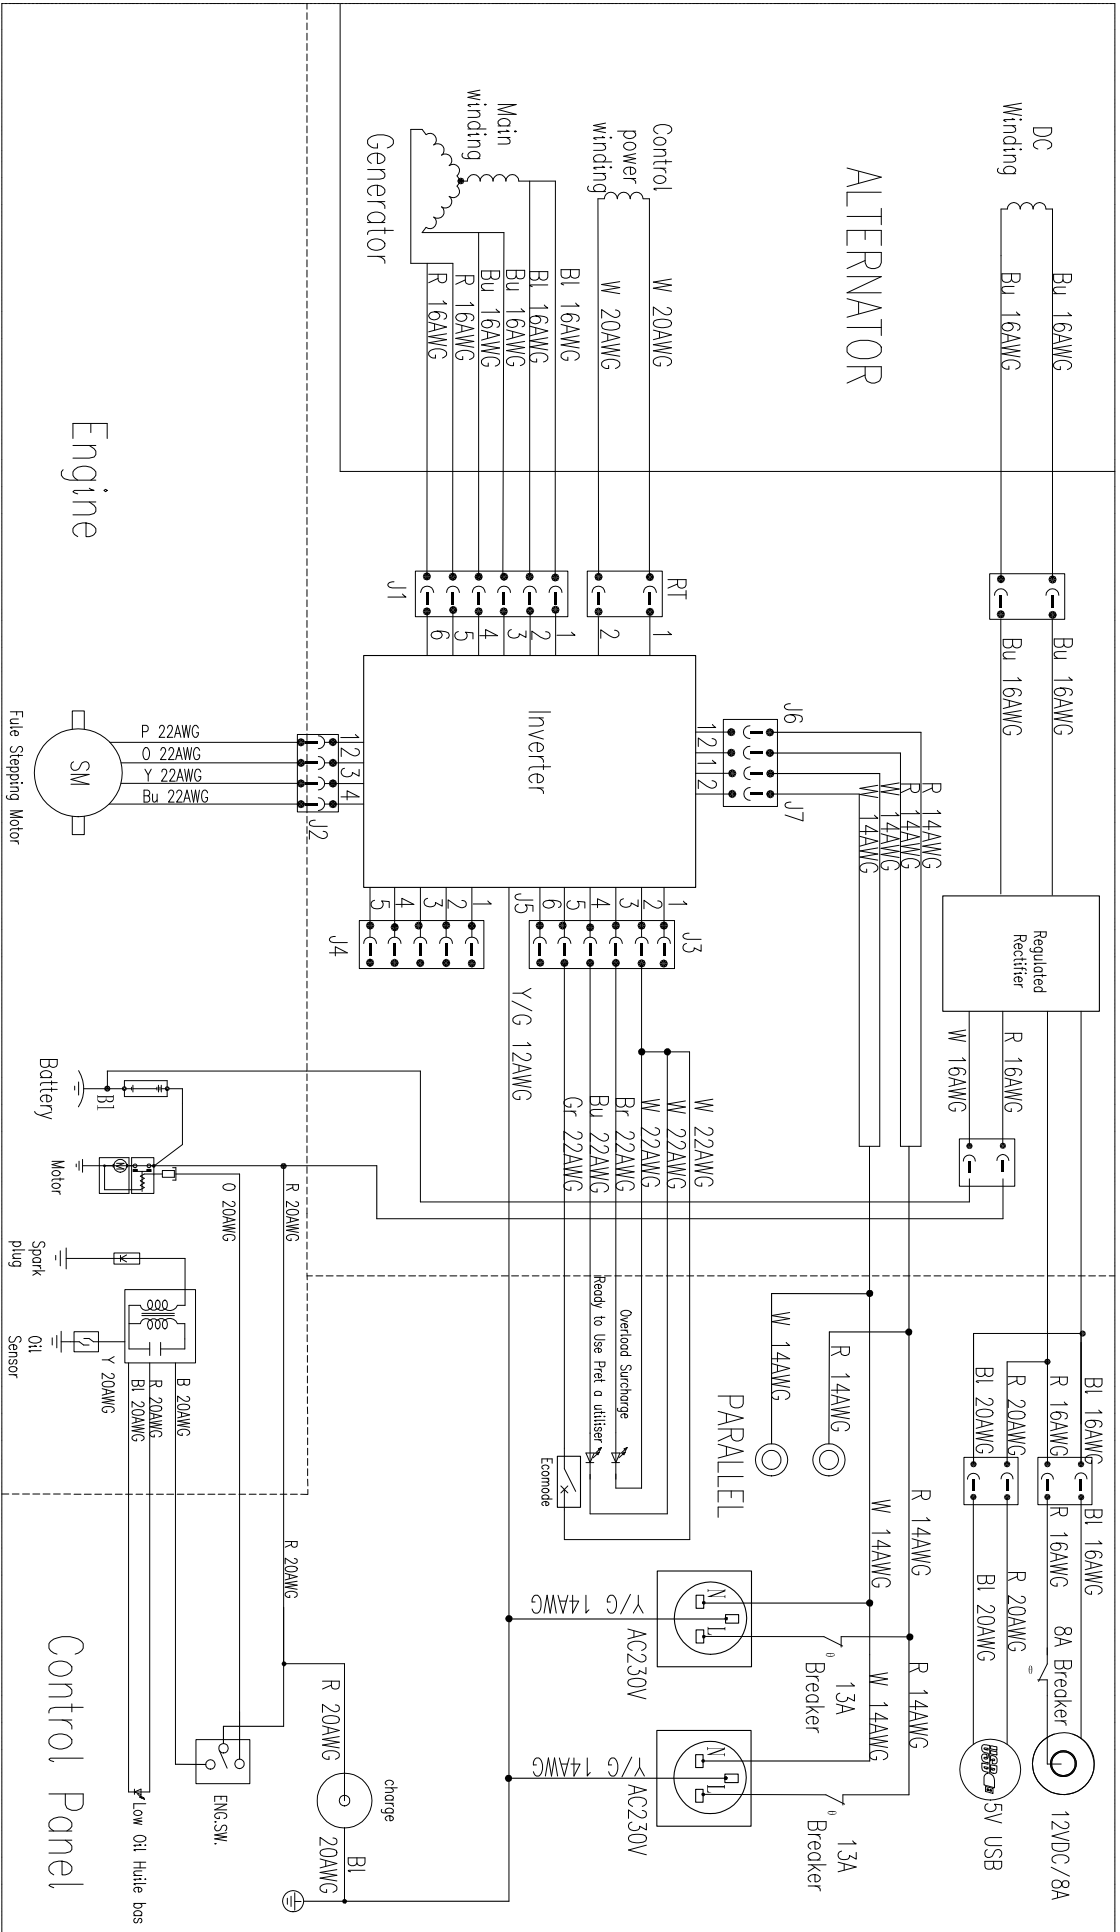 ALTERNATOR
DC
Winding
Bu 16AWG
Bu 16AWG
Bu 16AWG
Bu 16AWG
Control
power
winding
W 20AWG
W 20AWG
RT
1
2
Main
winding
Generator
Bl 16AWG
Bl 16AWG
Bu 16AWG
Bu 16AWG
R 16AWG
R 16AWG
J1
1
2
3
4
5
6
Inverter
J6
1
2
1
2
J7
R 14AWG
R 14AWG
W 14AWG
W 14AWG
Regulated
Rectifier
R 16AWG
W 16AWG
J3
1
2
3
4
5
6
J5
J4
1
2
3
4
5
Y/G 12AWG
W 22AWG
W 22AWG
W 22AWG
Br 22AWG
Bu 22AWG
Gr 22AWG
Overload Surcharge
Ready to Use Pret a utiliser
Ecomode
PARALLEL
R 14AWG
W 14AWG
R 14AWG
W 14AWG
R 14AWG
W 14AWG
Bl 16AWG
R 16AWG
R 20AWG
Bl 20AWG
Bl 16AWG
R 16AWG
R 20AWG
Bl 20AWG
8A Breaker
12VDC/8A
USB
5V USB
13A
Breaker
13A
Breaker
N
L
AC230V
Y/G 14AWG
N
L
AC230V
Y/G 14AWG
Engine
J2
1
2
3
4
P 22AWG
O 22AWG
Y 22AWG
Bu 22AWG
SM
Fule Stepping Motor
Battery
Bl
Motor
M
R 20AWG
O 20AWG
Spark
plug
Oil
Sensor
Y 20AWG
B 20AWG
R 20AWG
Bl 20AWG
R 20AWG
R 20AWG
charge
Bl
20AWG
ENG.SW.
Low Oil Huile bas
Control Panel